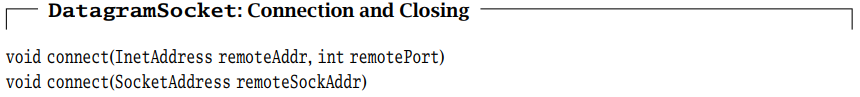 DatagramSocket: Connection and Closing
void connect(InetAddress remoteAddr, int remotePort)
void connect(SocketAddress remoteSockAddr)